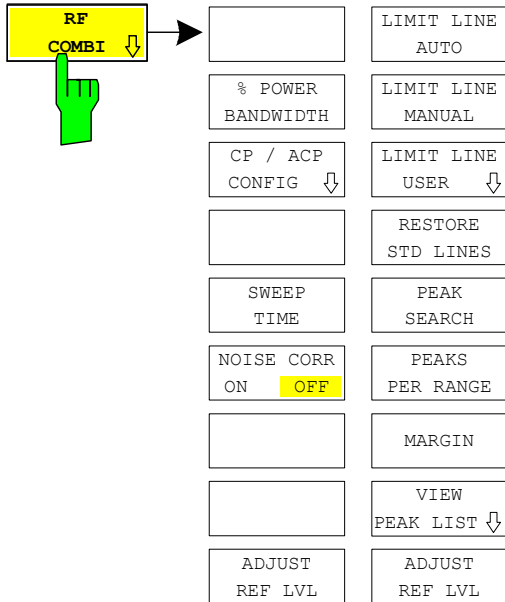 RF
COMBI
% POWER
BANDWIDTH
CP / ACP
CONFIG
SWEEP
TIME
NOISE CORR
ON OFF
ADJUST
REF LVL
LIMIT LINE
AUTO
LIMIT LINE
MANUAL
LIMIT LINE
USER
RESTORE
STD LINES
PEAK
SEARCH
PEAKS
PER RANGE
MARGIN
VIEW
PEAK LIST
ADJUST
REF LVL